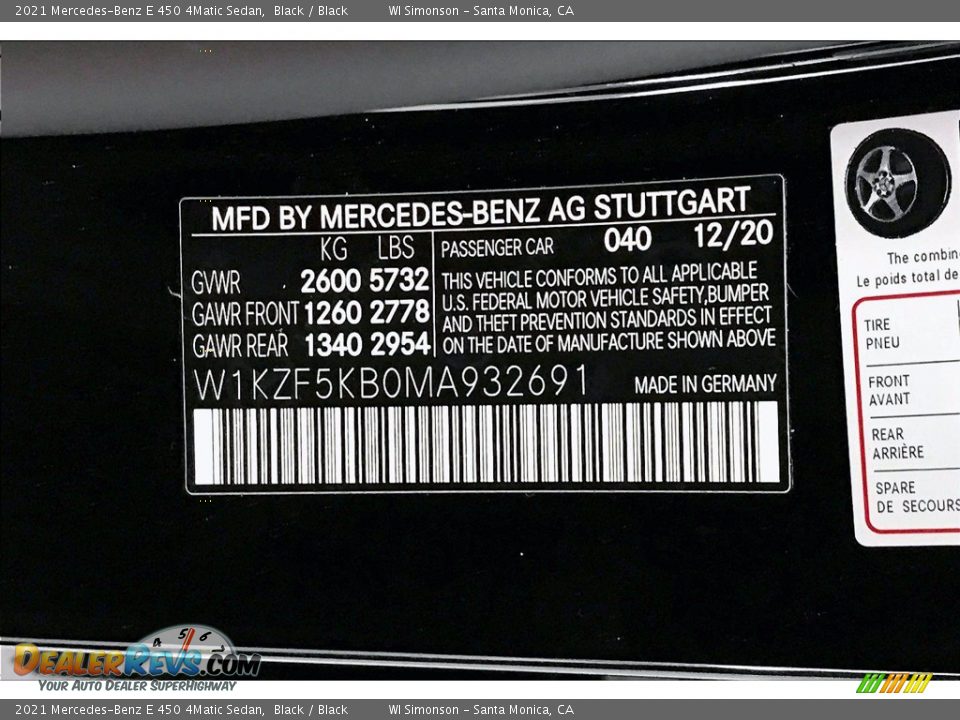 2021 Mercedes-Benz E 450 4Matic Sedan, Black / Black WI Simonson - Santa Monica, CA
MFD BY MERCEDES-BENZ AG STUTTGART
KG LBS
GVWR 2600 5732
GAWR FRONT 1260 2778
GAWR REAR 1340 2954
PASSENGER CAR 040 12/20
THIS VEHICLE CONFORMS TO ALL APPLICABLE
U.S. FEDERAL MOTOR VEHICLE SAFETY,BUMPER
AND THEFT PREVENTION STANDARDS IN EFFECT
ON THE DATE OF MANUFACTURE SHOWN ABOVE
W1KZF5KB0MA932691 MADE IN GERMANY
The combin
Le poids total de
TIRE
PNEU
FRONT
AVANT
REAR
ARRIÈRE
SPARE
DE SECOURS
4 5 6 7
DEALERREVS.COM
YOUR AUTO DEALER SUPERHIGHWAY
2021 Mercedes-Benz E 450 4Matic Sedan, Black / Black WI Simonson - Santa Monica, CA